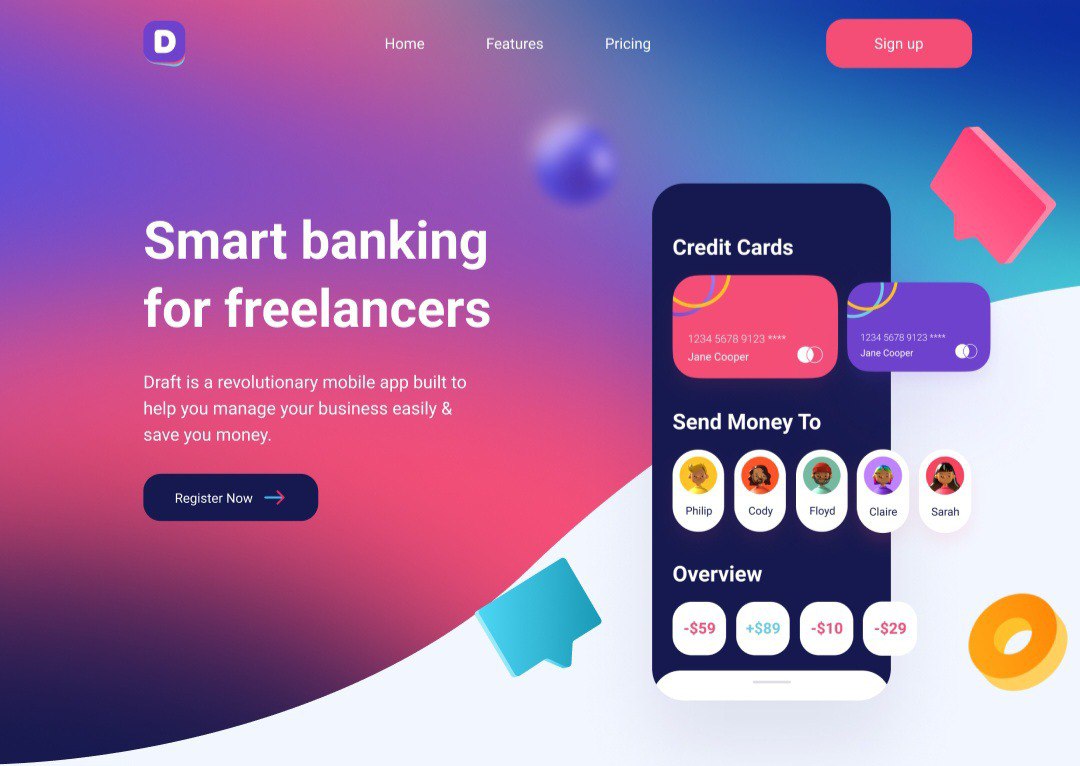 D
Home
Features
Pricing
Sign up
Smart banking
for freelancers
Draft is a revolutionary mobile app built to
help you manage your business easily &
save you money.
Register Now
Credit Cards
1234 5678 9123 ****
Jane Cooper
1234 5678 9123 ****
Jane Cooper
Send Money To
Philip
Cody
Floyd
Claire
Sarah
Overview
-$59
+$89
-$10
-$29